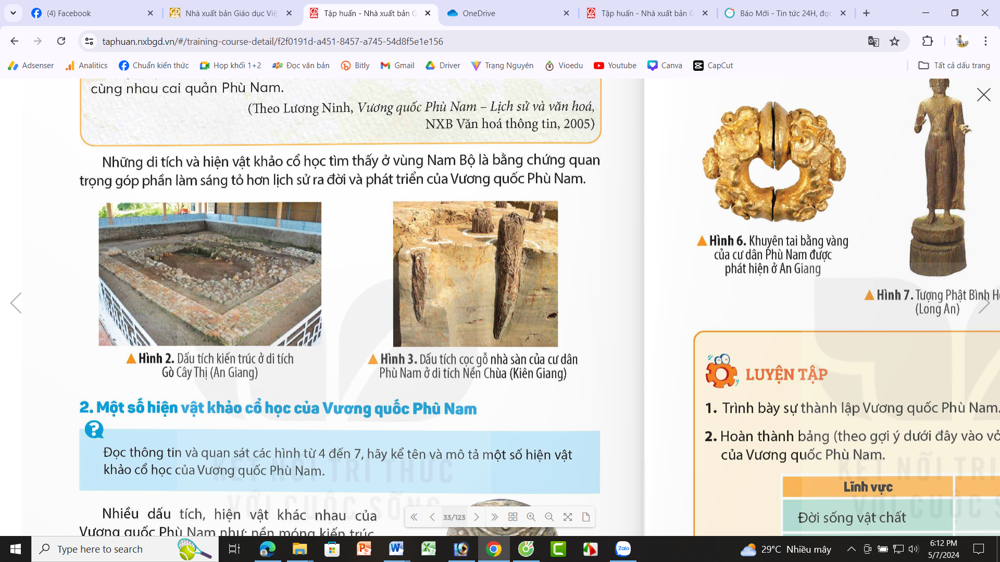 (4) Facebook
Nhà xuất bản Giáo dục Việ
Tập huấn - Nhà xuất bản G
OneDrive
Tập huấn - Nhà xuất bản G
Báo Mới - Tin tức 24H, đọc
taphuan.nxbgd.vn/#/training-course-detail/f2f0191d-a451-8457-a745-54d8f5e1e156
Adsenser
Analitics
Chuẩn kiến thức
Họp khối 1+2
Đọc văn bản
Bitly
Gmail
Driver
Trạng Nguyên
Vioedu
Youtube
Canva
CapCut
Tất cả dấu trang
cùng nhau cai quản Phù Nam.
(Theo Lương Ninh, Vương quốc Phù Nam – Lịch sử và văn hoá,
NXB Văn hoá thông tin, 2005)
Những di tích và hiện vật khảo cổ học tìm thấy ở vùng Nam Bộ là bằng chứng quan
trọng góp phần làm sáng tỏ hơn lịch sử ra đời và phát triển của Vương quốc Phù Nam.
▲ Hình 2. Dấu tích kiến trúc ở di tích
Gò Cây Thị (An Giang)
▲ Hình 3. Dấu tích cọc gỗ nhà sàn của cư dân
Phù Nam ở di tích Nền Chùa (Kiên Giang)
2. Một số hiện vật khảo cổ học của Vương quốc Phù Nam
?
Đọc thông tin và quan sát các hình từ 4 đến 7, hãy kể tên và mô tả một số hiện vật
khảo cổ học của Vương quốc Phù Nam.
KẾT NỐI TRI THỨC
VỚI CUỘC SỐNG
Nhiều dấu tích, hiện vật khác nhau của
Vương quốc Phù Nam như: nền móng kiến trúc,
33/123
▲ Hình 6. Khuyên tai bằng vàng
của cư dân Phù Nam được
phát hiện ở An Giang
▲ Hình 7. Tượng Phật Bình H
(Long An)
LUYỆN TẬP
1. Trình bày sự thành lập Vương quốc Phù Nam.
2. Hoàn thành bảng (theo gợi ý dưới đây vào vở
của Vương quốc Phù Nam.
KẾT NỐI TRI
VỚI CUỘC S
Lĩnh vực
Đời sống vật chất
Type here to search
Zalo
29°C Nhiều mây
6:12 PM
5/7/2024